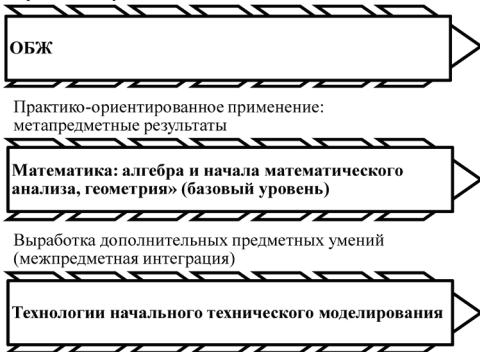 ОБЖ
Практико-ориентированное применение:
метапредметные результаты
Математика: алгебра и начала математического
анализа, геометрия» (базовый уровень)
Выработка дополнительных предметных умений
(межпредметная интеграция)
Технологии начального технического моделирования